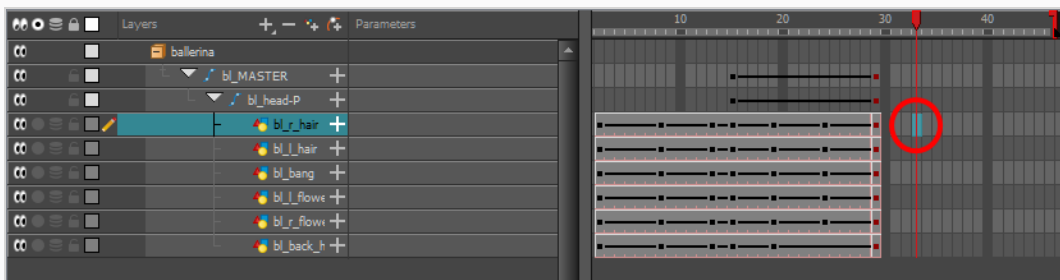 Layers Parameters 10 20 30 40
ballerina
bl_MASTER
bl_head-P
bl_r_hair
bl_l_hair
bl_bang
bl_l_flowe
bl_r_flowe
bl_back_h